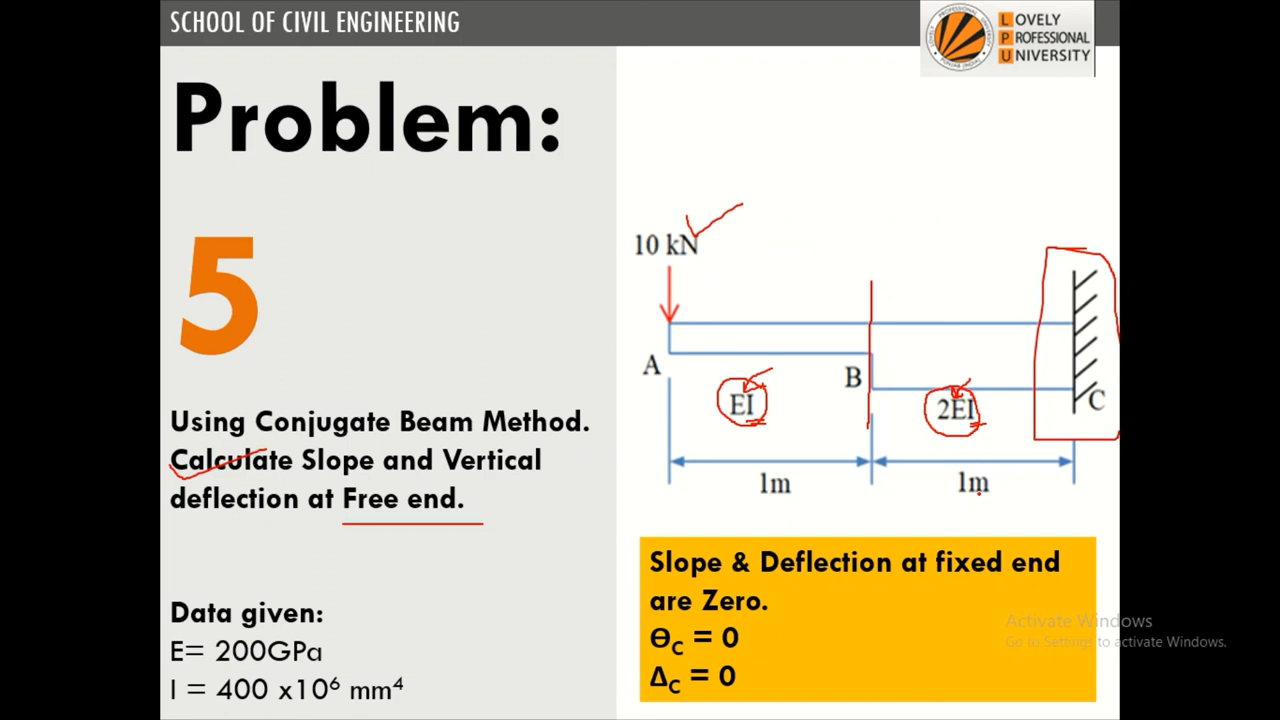 SCHOOL OF CIVIL ENGINEERING
LOVELY
PROFESSIONAL
UNIVERSITY
Problem:
5
Using Conjugate Beam Method.
Calculate Slope and Vertical
deflection at Free end.
Data given:
E= 200GPa
I = 400 x10⁶ mm⁴
10 kN
A
B
C
EI
2EI
1m
1m
Slope & Deflection at fixed end
are Zero.
ϴC = 0
ΔC = 0
Activate Windows
Go to Settings to activate Windows.